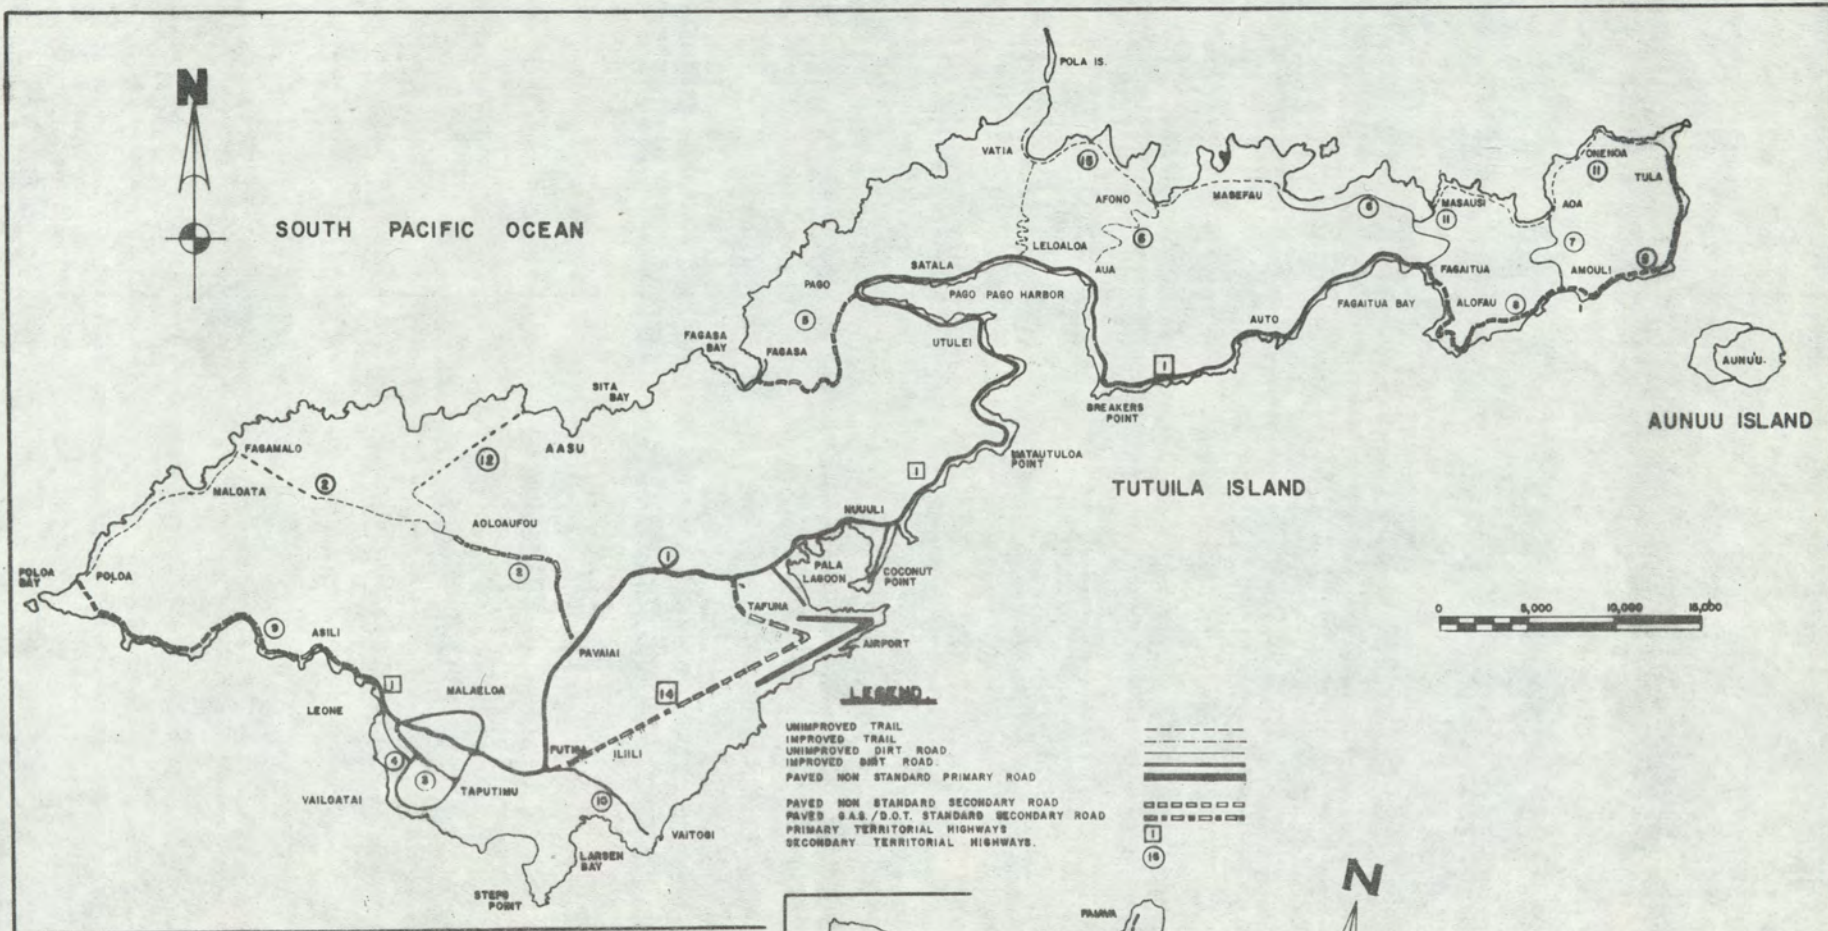 N
SOUTH PACIFIC OCEAN
POLA IS.
VATIA
15
AFONO
6
LELOALOA
AUA
MASEFAU
6
MASAUSI
11
ONENOA
11
TULA
AOA
7
AMOULI
9
FAGAITUA
ALOFAU
8
FAGAITUA BAY
AUTO
1
BREAKERS
POINT
SATALA
PAGO
PAGO PAGO HARBOR
UTULEI
5
FAGASA
BAY
FAGASA
SITA
BAY
AASU
12
FAGAMALO
2
MALOATA
AOLOAUFOU
2
POLOA
BAY
POLOA
9
ASILI
1
LEONE
MALAELOA
4
3
VAILOATAI
TAPUTIMU
PAVAIAI
1
1
NUUULI
MATAUTULOA
POINT
PALA
LAGOON
COCONUT
POINT
TAFUNA
AIRPORT
14
ILIILI
10
VAITOGI
LARSEN
BAY
STEPS
POINT
TUTUILA ISLAND
AUNUU.
AUNUU ISLAND
0 5,000 10,000 15,000
LEGEND.
UNIMPROVED TRAIL
IMPROVED TRAIL
UNIMPROVED DIRT ROAD.
IMPROVED DIRT ROAD.
PAVED NON STANDARD PRIMARY ROAD
PAVED NON STANDARD SECONDARY ROAD
PAVED G.A.S./D.O.T. STANDARD SECONDARY ROAD
PRIMARY TERRITORIAL HIGHWAYS
1
SECONDARY TERRITORIAL HIGHWAYS.
N